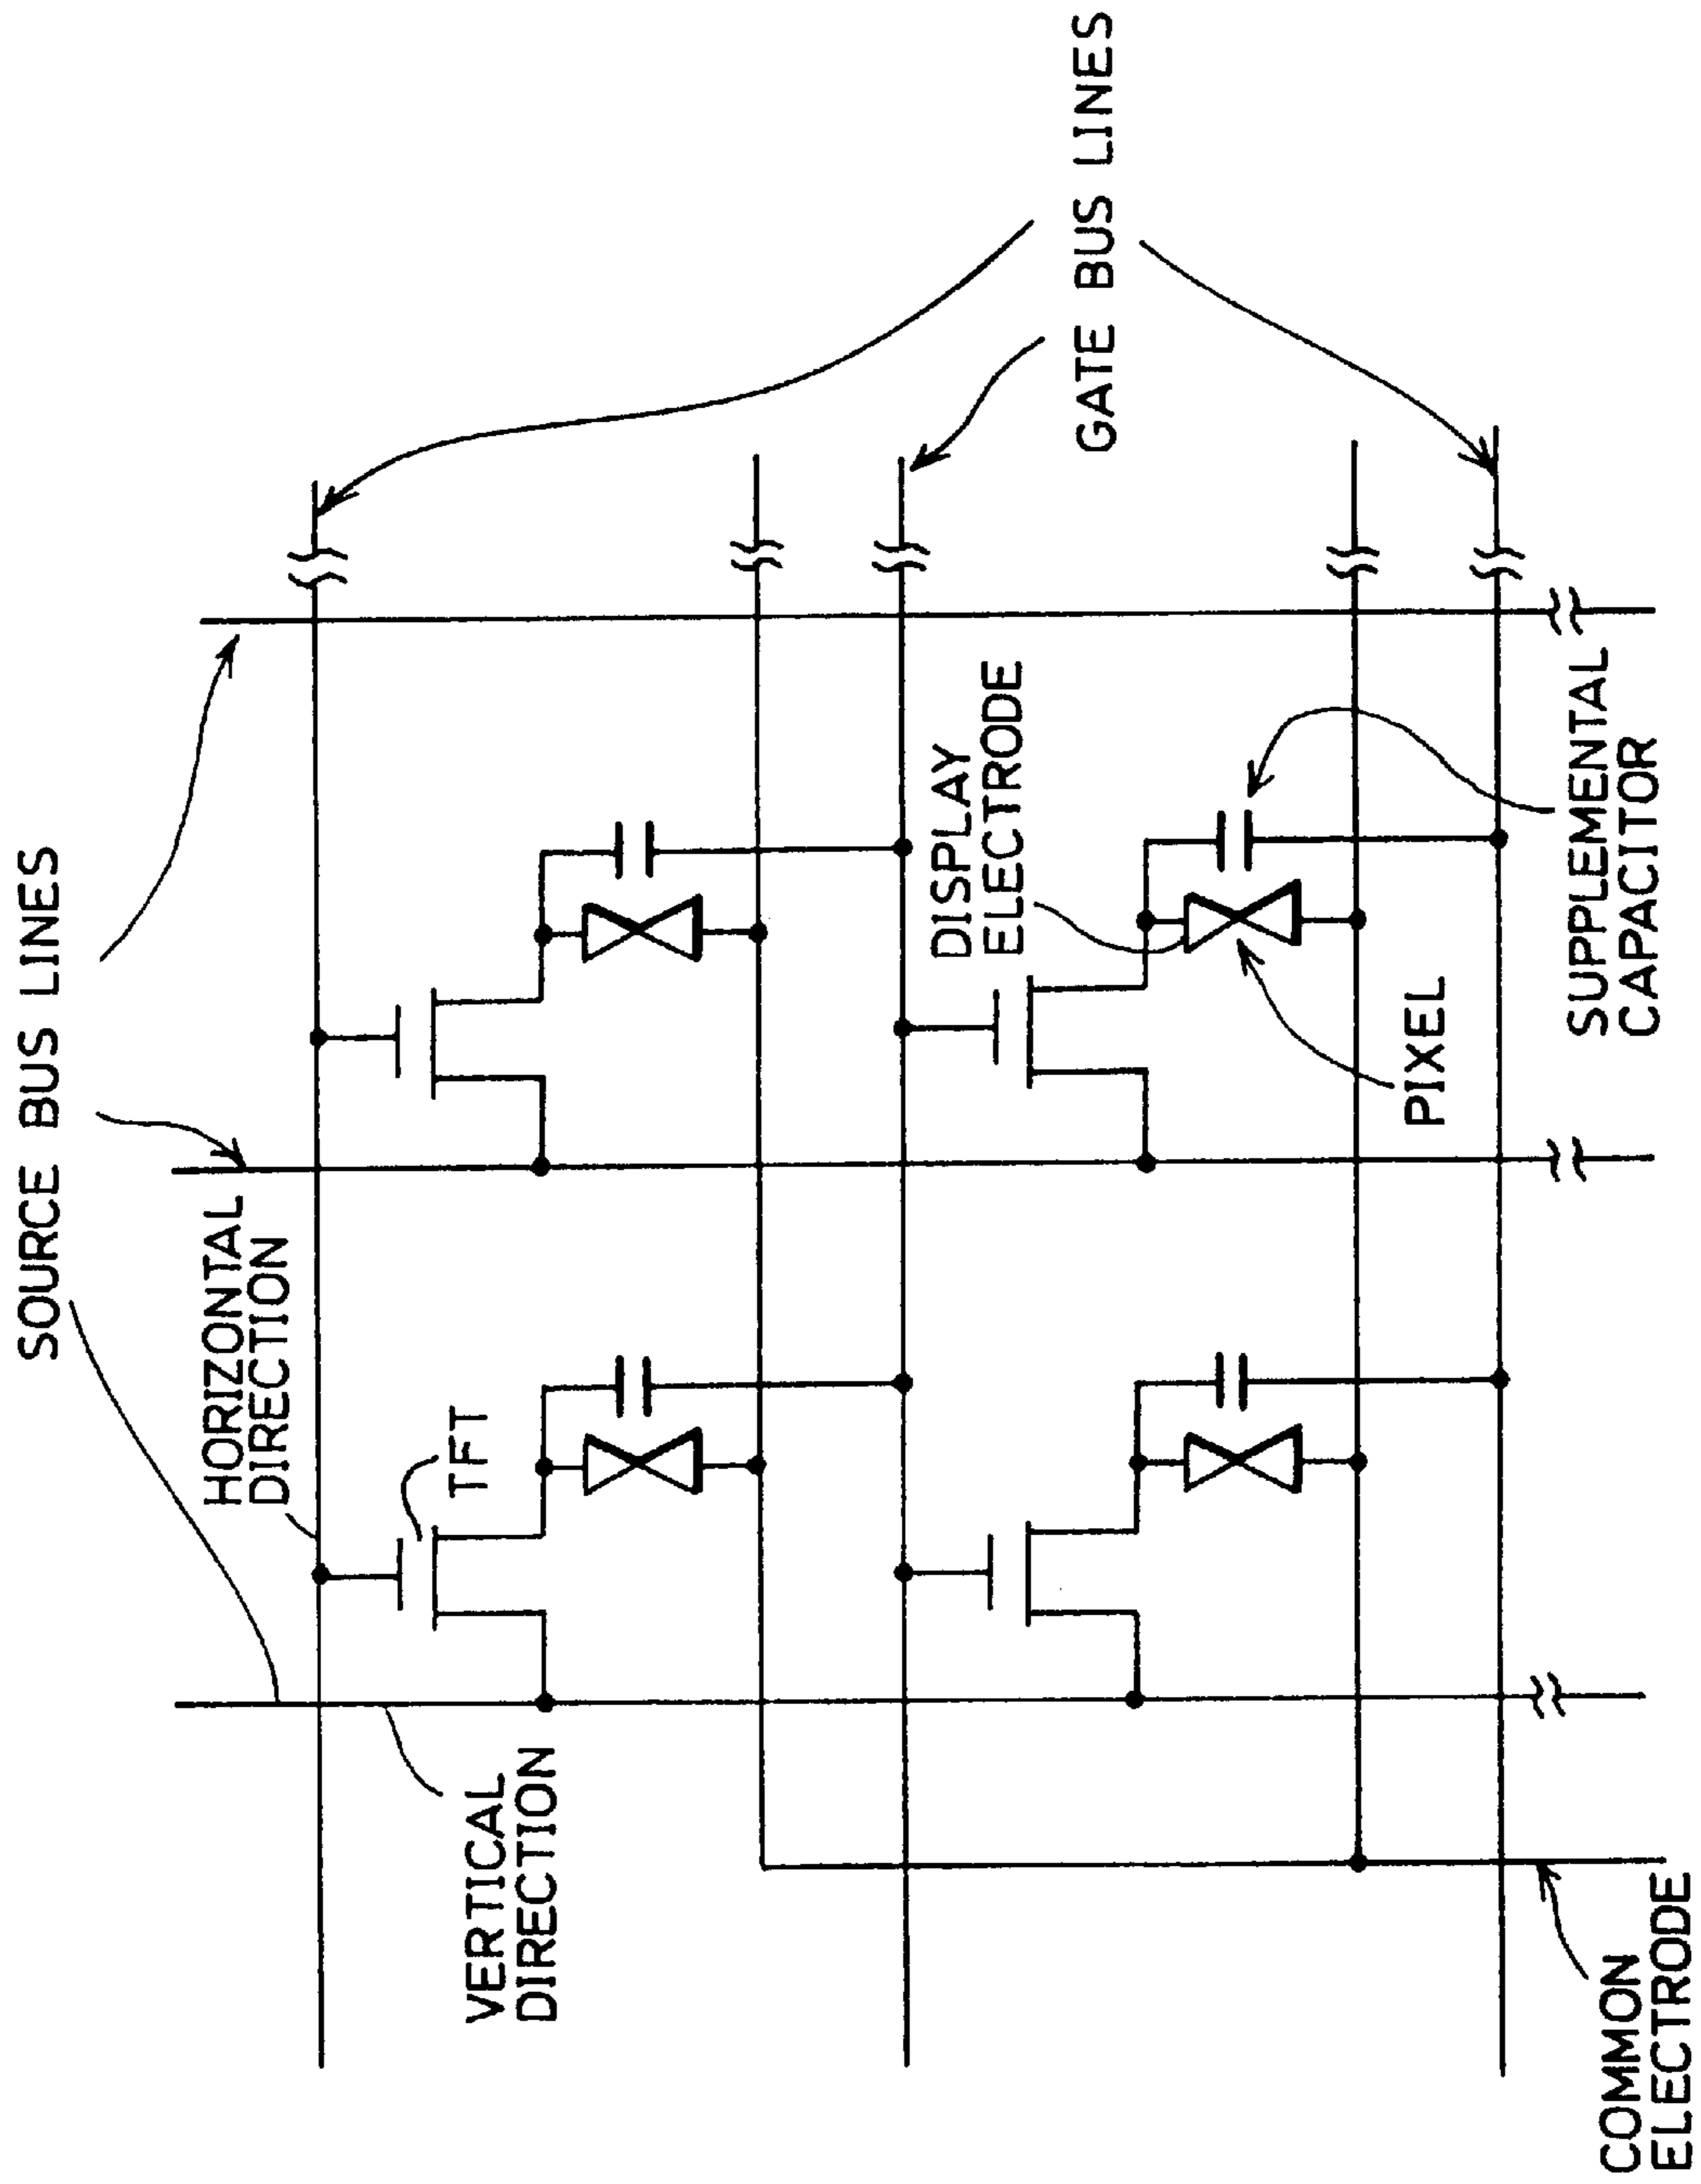 SOURCE BUS LINES
HORIZONTAL
DIRECTION
VERTICAL
DIRECTION
TFT
GATE BUS LINES
DISPLAY
ELECTRODE
PIXEL
SUPPLEMENTAL
CAPACITOR
COMMON
ELECTRODE